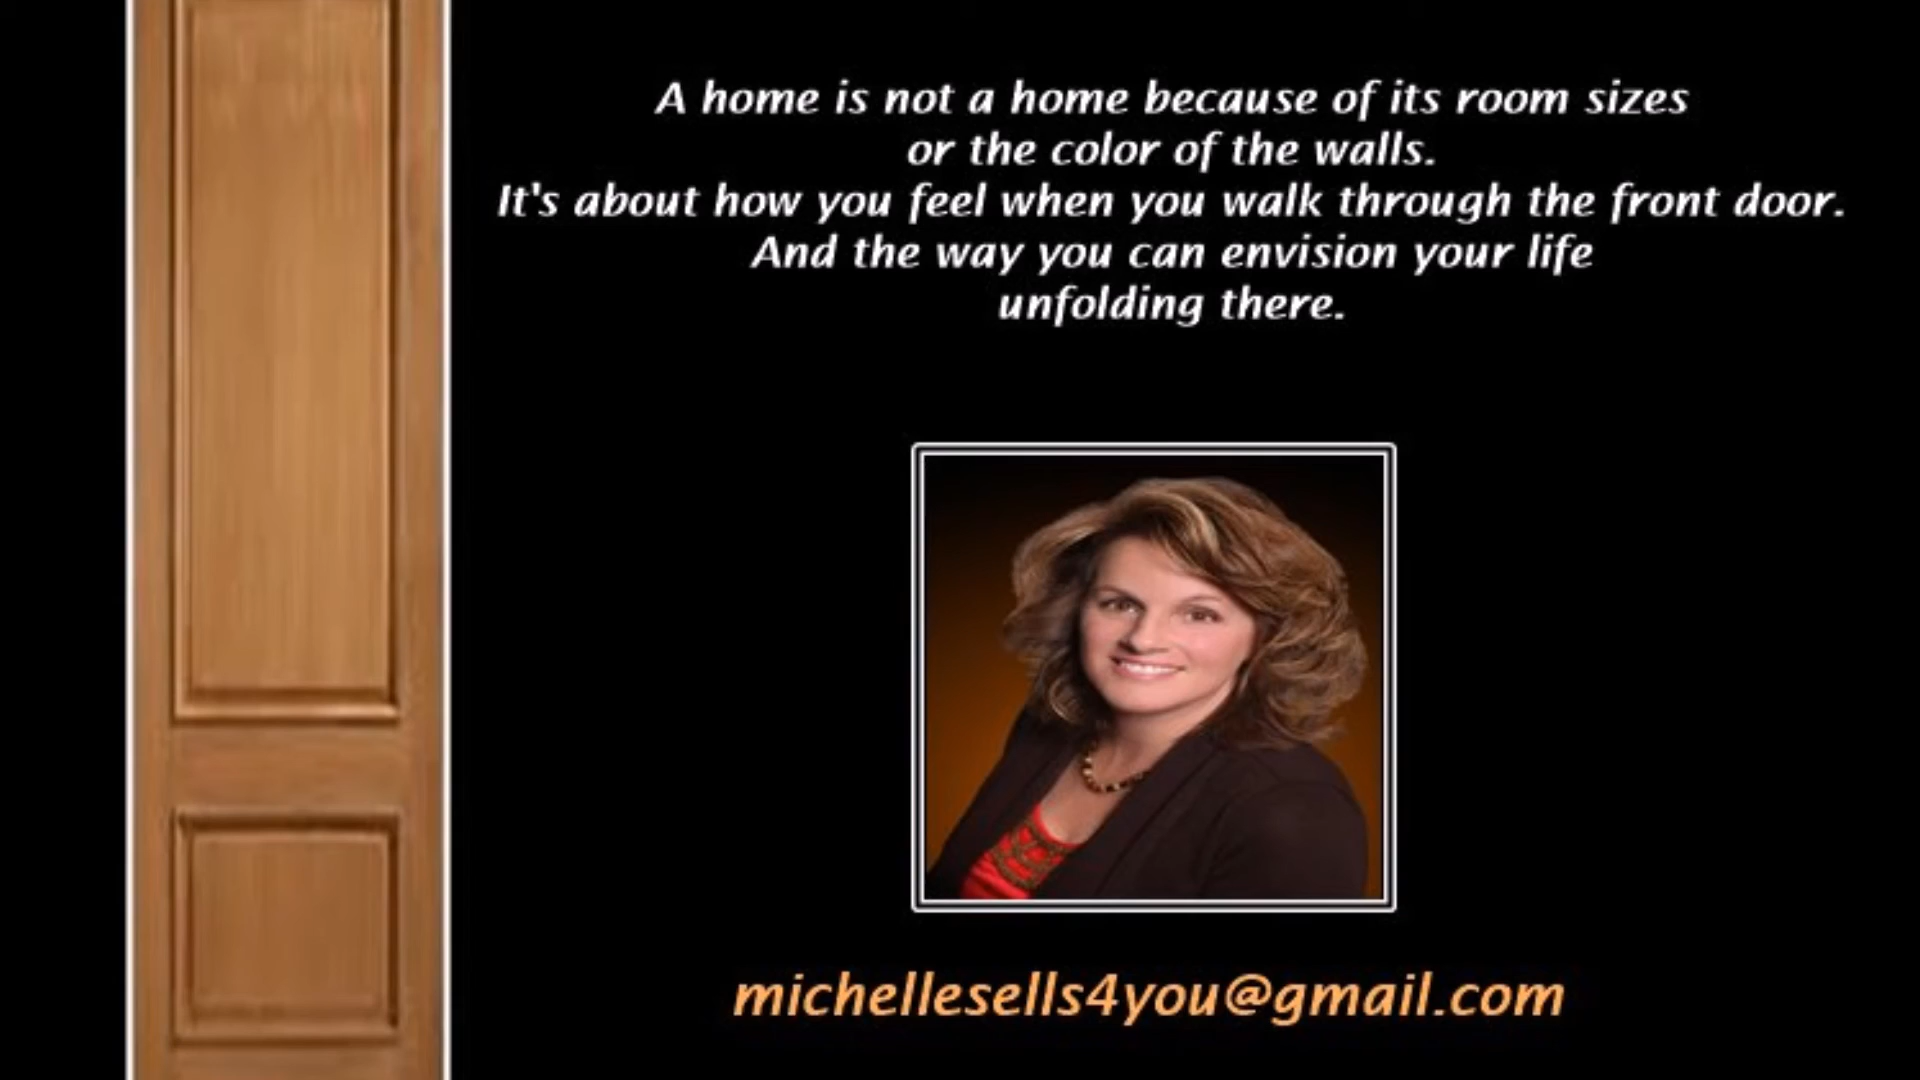 A home is not a home because of its room sizes
or the color of the walls.
It's about how you feel when you walk through the front door.
And the way you can envision your life
unfolding there.
michellesells4you@gmail.com